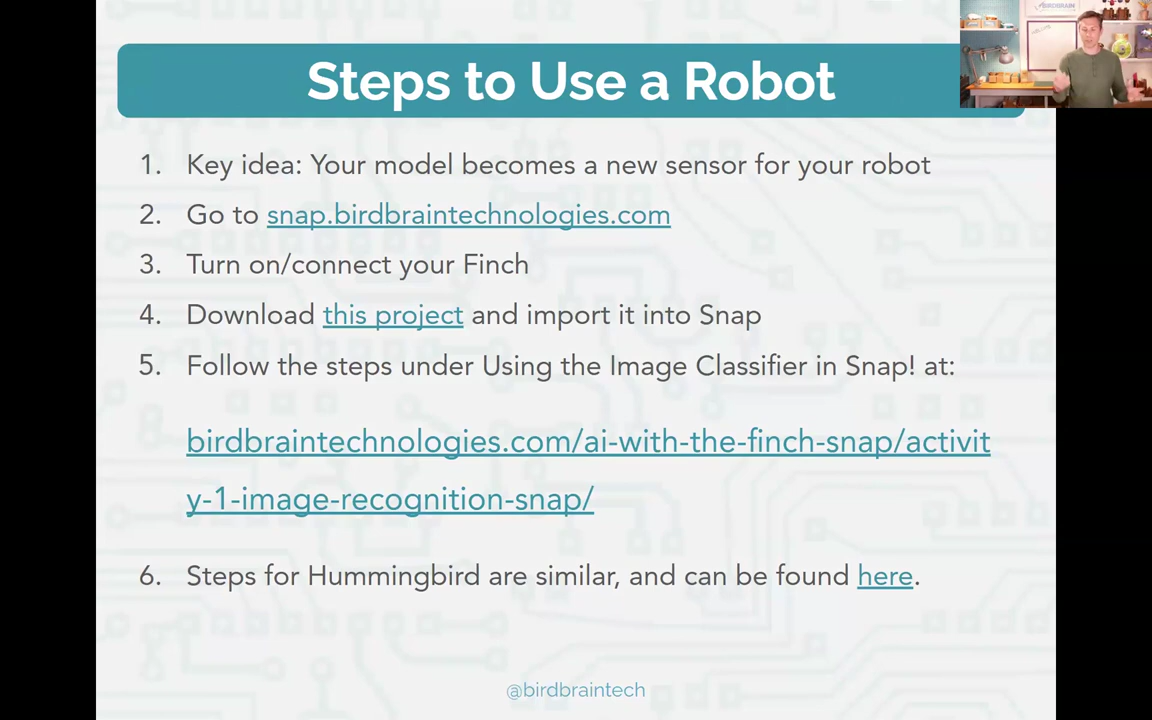 Steps to Use a Robot
1. Key idea: Your model becomes a new sensor for your robot
2. Go to snap.birdbraintechnologies.com
3. Turn on/connect your Finch
4. Download this project and import it into Snap
5. Follow the steps under Using the Image Classifier in Snap! at:
birdbraintechnologies.com/ai-with-the-finch-snap/activit
y-1-image-recognition-snap/
6. Steps for Hummingbird are similar, and can be found here.
@birdbraintech